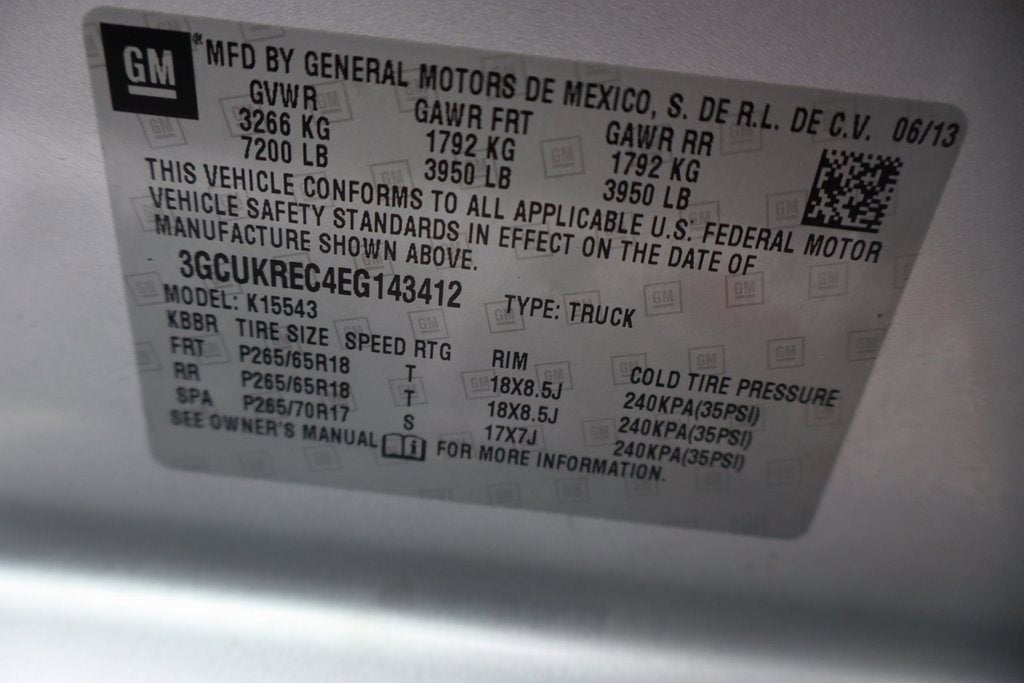 GM
MFD BY GENERAL MOTORS DE MEXICO, S. DE R.L. DE C.V. 06/13
GVWR GAWR FRT GAWR RR
3266 KG 1792 KG 1792 KG
7200 LB 3950 LB 3950 LB
THIS VEHICLE CONFORMS TO ALL APPLICABLE U.S. FEDERAL MOTOR
VEHICLE SAFETY STANDARDS IN EFFECT ON THE DATE OF
MANUFACTURE SHOWN ABOVE.
3GCUKREC4EG143412 TYPE: TRUCK
MODEL: K15543
KBBR TIRE SIZE SPEED RTG RIM COLD TIRE PRESSURE
FRT P265/65R18 T 18X8.5J 240KPA(35PSI)
RR P265/65R18 T 18X8.5J 240KPA(35PSI)
SPA P265/70R17 S 17X7J 240KPA(35PSI)
SEE OWNER'S MANUAL FOR MORE INFORMATION.